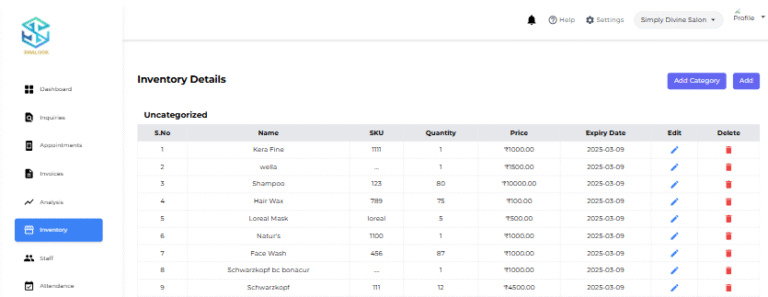 Help Settings Simply Divine Salon Profile
Inventory Details
Add Category Add
Dashboard
Inquiries
Appointments
Invoices
Analysis
Inventory
Staff
Attendance
Uncategorized
S.No Name SKU Quantity Price Expiry Date Edit Delete
1 Kera Fine 1111 1 ₹1000.00 2025-03-09
2 wella ... 1 ₹1500.00 2025-03-09
3 Shampoo 123 80 ₹10000.00 2025-03-09
4 Hair Wax 789 75 ₹100.00 2025-03-09
5 Loreal Mask loreal 5 ₹500.00 2025-03-09
6 Natur's 1100 1 ₹1000.00 2025-03-09
7 Face Wash 456 87 ₹1000.00 2025-03-09
8 Schwarzkopf bc bonacur ... 1 ₹1000.00 2025-03-09
9 Schwarzkopf 111 12 ₹4500.00 2025-03-09